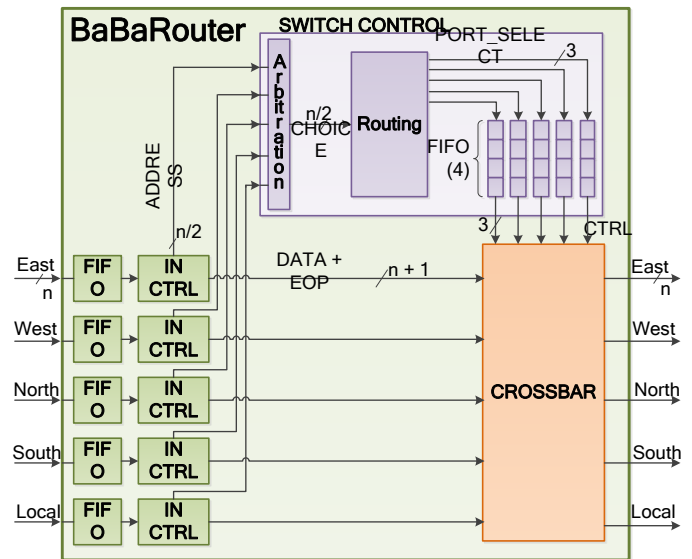 BaBaRouter
SWITCH CONTROL
PORT_SELE
CT
3
Arbitration
n/2
CHOIC
E
Routing
FIFO
(4)
ADDRE
SS
n/2
3
CTRL
East
n
FIF
O
IN
CTRL
DATA +
EOP
n + 1
East
n
West
FIF
O
IN
CTRL
West
North
FIF
O
IN
CTRL
CROSSBAR
North
South
FIF
O
IN
CTRL
South
Local
FIF
O
IN
CTRL
Local